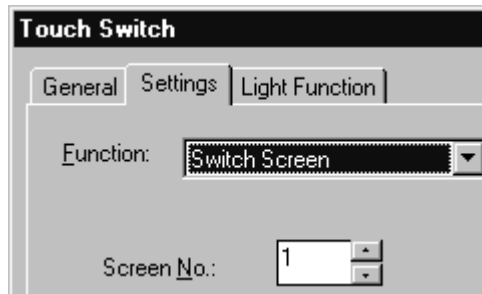 Touch Switch
General Settings Light Function
Function: Switch Screen
Screen No.: 1